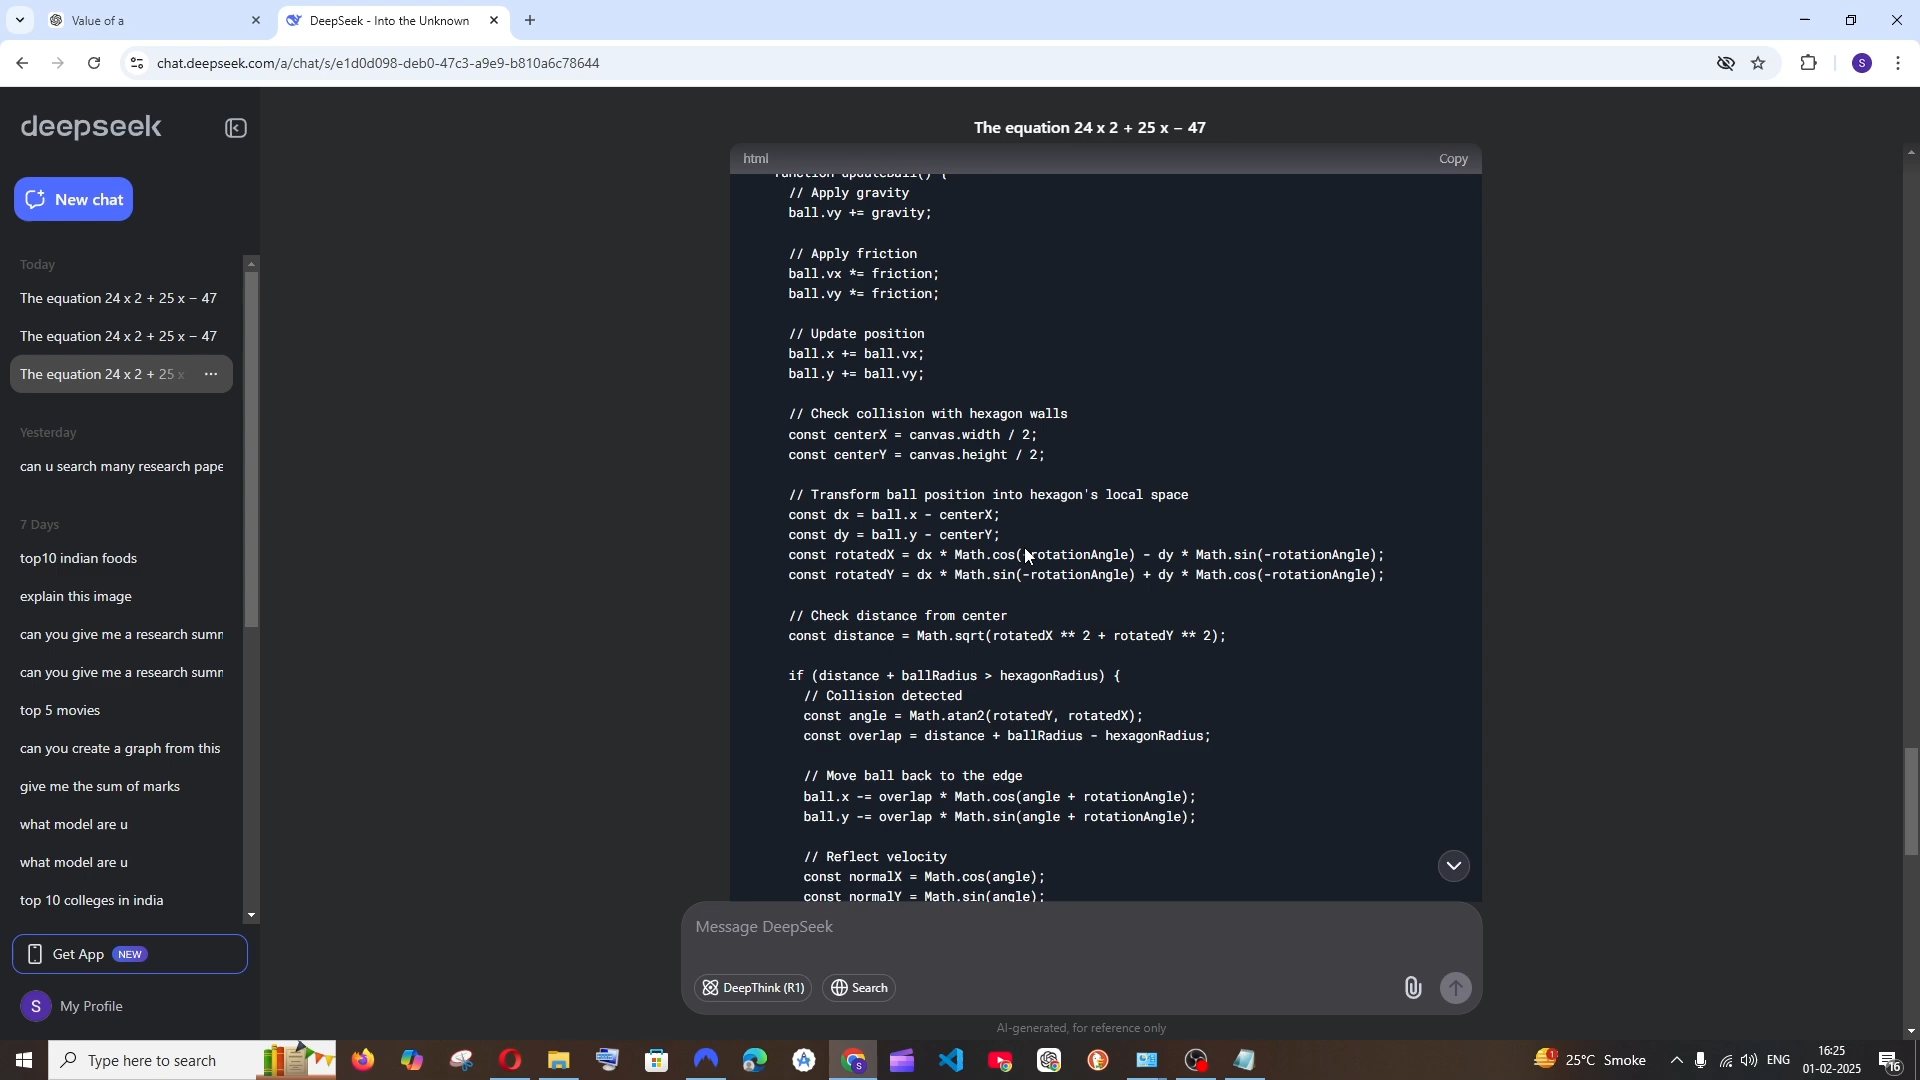 Value of a
DeepSeek - Into the Unknown
chat.deepseek.com/a/chat/s/e1d0d098-deb0-47c3-a9e9-b810a6c78644
S
deepseek
New chat
Today
The equation 24 x 2 + 25 x – 47
The equation 24 x 2 + 25 x – 47
The equation 24 x 2 + 25 x
Yesterday
can u search many research pape
7 Days
top10 indian foods
explain this image
can you give me a research sumr
can you give me a research sumr
top 5 movies
can you create a graph from this
give me the sum of marks
what model are u
what model are u
top 10 colleges in india
Get App NEW
S My Profile
The equation 24 x 2 + 25 x – 47
html Copy
function updateBall() {
// Apply gravity
ball.vy += gravity;
// Apply friction
ball.vx *= friction;
ball.vy *= friction;
// Update position
ball.x += ball.vx;
ball.y += ball.vy;
// Check collision with hexagon walls
const centerX = canvas.width / 2;
const centerY = canvas.height / 2;
// Transform ball position into hexagon's local space
const dx = ball.x - centerX;
const dy = ball.y - centerY;
const rotatedX = dx * Math.cos(-rotationAngle) - dy * Math.sin(-rotationAngle);
const rotatedY = dx * Math.sin(-rotationAngle) + dy * Math.cos(-rotationAngle);
// Check distance from center
const distance = Math.sqrt(rotatedX ** 2 + rotatedY ** 2);
if (distance + ballRadius > hexagonRadius) {
// Collision detected
const angle = Math.atan2(rotatedY, rotatedX);
const overlap = distance + ballRadius - hexagonRadius;
// Move ball back to the edge
ball.x -= overlap * Math.cos(angle + rotationAngle);
ball.y -= overlap * Math.sin(angle + rotationAngle);
// Reflect velocity
const normalX = Math.cos(angle);
const normalY = Math.sin(angle);
Message DeepSeek
DeepThink (R1) Search
AI-generated, for reference only
Type here to search
25°C Smoke
ENG
16:25
01-02-2025
16